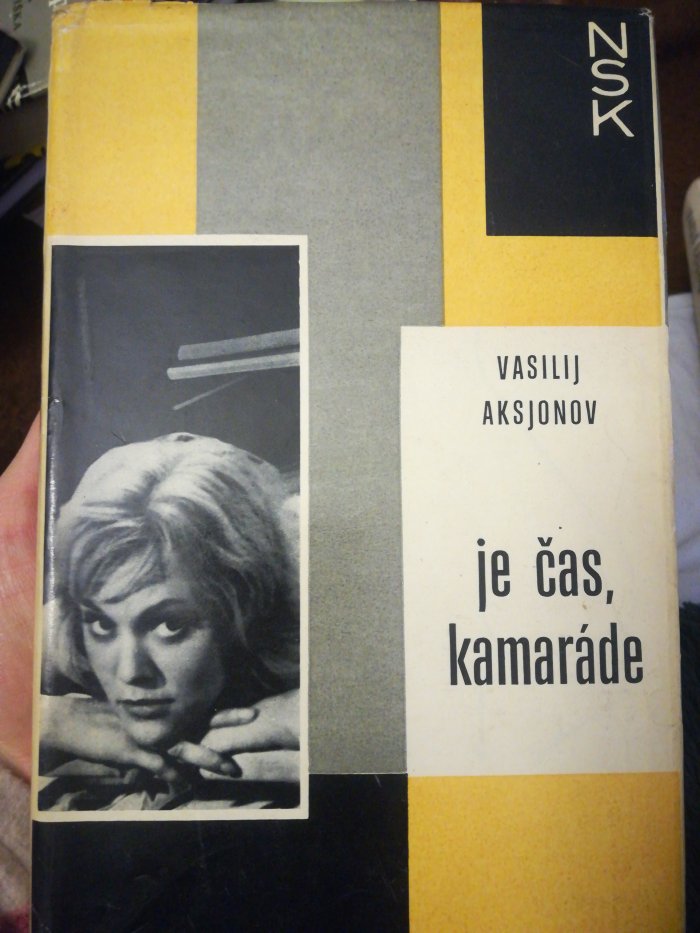 NSK
VASILIJ
AKSJONOV
je čas,
kamaráde